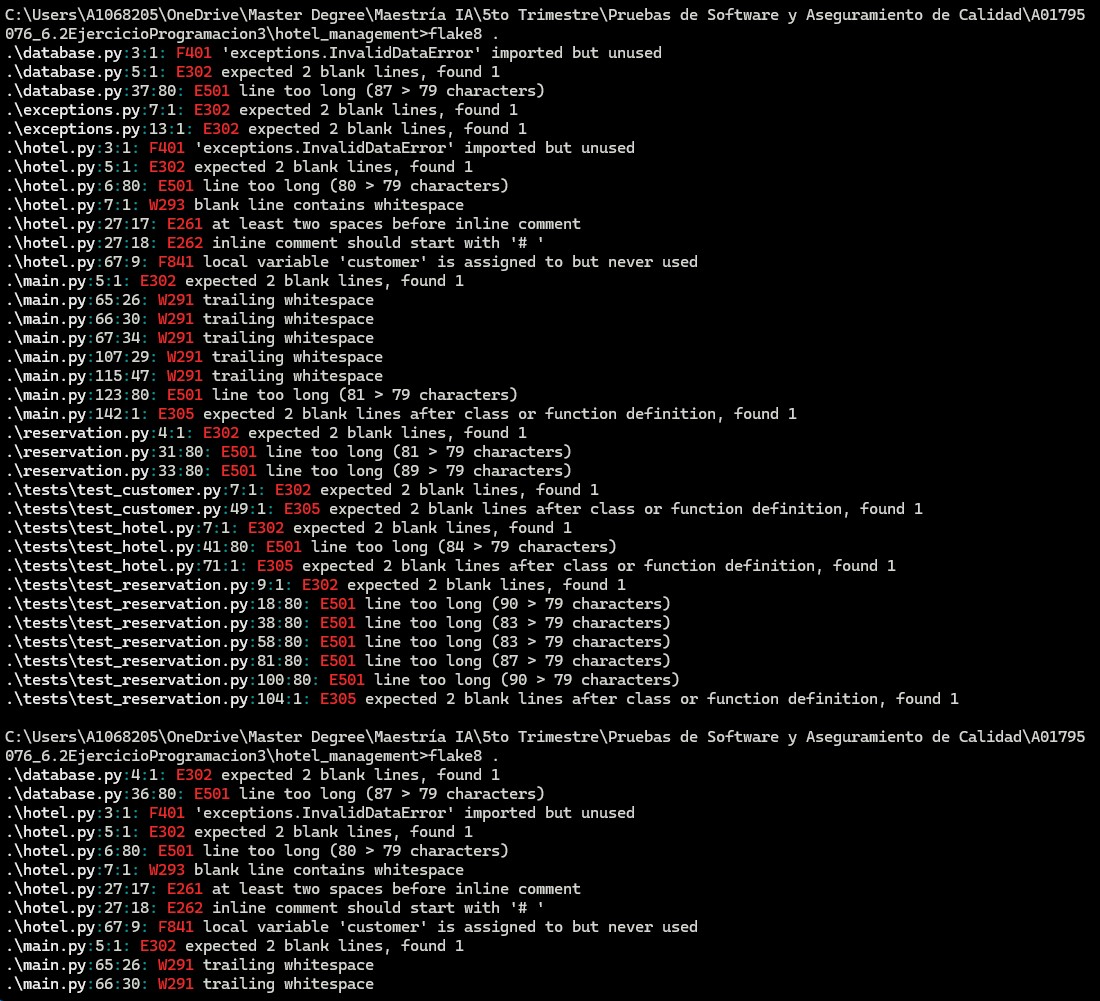 C:\Users\A1068205\OneDrive\Master Degree\Maestría IA\5to Trimestre\Pruebas de Software y Aseguramiento de Calidad\A01795
076_6.2EjercicioProgramacion3\hotel_management>flake8 .
.\database.py:3:1: F401 'exceptions.InvalidDataError' imported but unused
.\database.py:5:1: E302 expected 2 blank lines, found 1
.\database.py:37:80: E501 line too long (87 > 79 characters)
.\exceptions.py:7:1: E302 expected 2 blank lines, found 1
.\exceptions.py:13:1: E302 expected 2 blank lines, found 1
.\hotel.py:3:1: F401 'exceptions.InvalidDataError' imported but unused
.\hotel.py:5:1: E302 expected 2 blank lines, found 1
.\hotel.py:6:80: E501 line too long (80 > 79 characters)
.\hotel.py:7:1: W293 blank line contains whitespace
.\hotel.py:27:17: E261 at least two spaces before inline comment
.\hotel.py:27:18: E262 inline comment should start with '# '
.\hotel.py:67:9: F841 local variable 'customer' is assigned to but never used
.\main.py:5:1: E302 expected 2 blank lines, found 1
.\main.py:65:26: W291 trailing whitespace
.\main.py:66:30: W291 trailing whitespace
.\main.py:67:34: W291 trailing whitespace
.\main.py:107:29: W291 trailing whitespace
.\main.py:115:47: W291 trailing whitespace
.\main.py:123:80: E501 line too long (81 > 79 characters)
.\main.py:142:1: E305 expected 2 blank lines after class or function definition, found 1
.\reservation.py:4:1: E302 expected 2 blank lines, found 1
.\reservation.py:31:80: E501 line too long (81 > 79 characters)
.\reservation.py:33:80: E501 line too long (89 > 79 characters)
.\tests\test_customer.py:7:1: E302 expected 2 blank lines, found 1
.\tests\test_customer.py:49:1: E305 expected 2 blank lines after class or function definition, found 1
.\tests\test_hotel.py:7:1: E302 expected 2 blank lines, found 1
.\tests\test_hotel.py:41:80: E501 line too long (84 > 79 characters)
.\tests\test_hotel.py:71:1: E305 expected 2 blank lines after class or function definition, found 1
.\tests\test_reservation.py:9:1: E302 expected 2 blank lines, found 1
.\tests\test_reservation.py:18:80: E501 line too long (90 > 79 characters)
.\tests\test_reservation.py:38:80: E501 line too long (83 > 79 characters)
.\tests\test_reservation.py:58:80: E501 line too long (83 > 79 characters)
.\tests\test_reservation.py:81:80: E501 line too long (87 > 79 characters)
.\tests\test_reservation.py:100:80: E501 line too long (90 > 79 characters)
.\tests\test_reservation.py:104:1: E305 expected 2 blank lines after class or function definition, found 1
C:\Users\A1068205\OneDrive\Master Degree\Maestría IA\5to Trimestre\Pruebas de Software y Aseguramiento de Calidad\A01795
076_6.2EjercicioProgramacion3\hotel_management>flake8 .
.\database.py:4:1: E302 expected 2 blank lines, found 1
.\database.py:36:80: E501 line too long (87 > 79 characters)
.\hotel.py:3:1: F401 'exceptions.InvalidDataError' imported but unused
.\hotel.py:5:1: E302 expected 2 blank lines, found 1
.\hotel.py:6:80: E501 line too long (80 > 79 characters)
.\hotel.py:7:1: W293 blank line contains whitespace
.\hotel.py:27:17: E261 at least two spaces before inline comment
.\hotel.py:27:18: E262 inline comment should start with '# '
.\hotel.py:67:9: F841 local variable 'customer' is assigned to but never used
.\main.py:5:1: E302 expected 2 blank lines, found 1
.\main.py:65:26: W291 trailing whitespace
.\main.py:66:30: W291 trailing whitespace